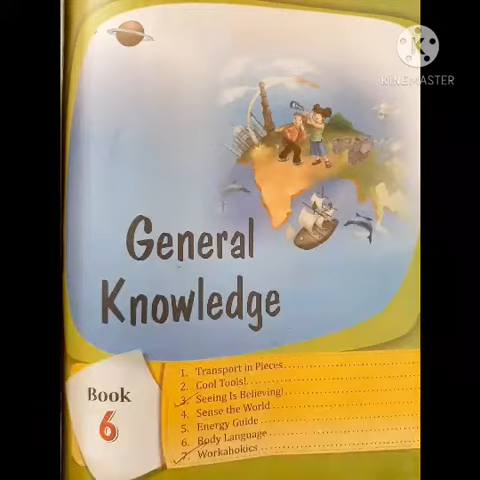 K
KINEMASTER
General
Knowledge
Book
6
1. Transport in Pieces
2. Cool Tools!
3. Seeing Is Believing!
4. Sense the World
5. Energy Guide
6. Body Language
7. Workahokics